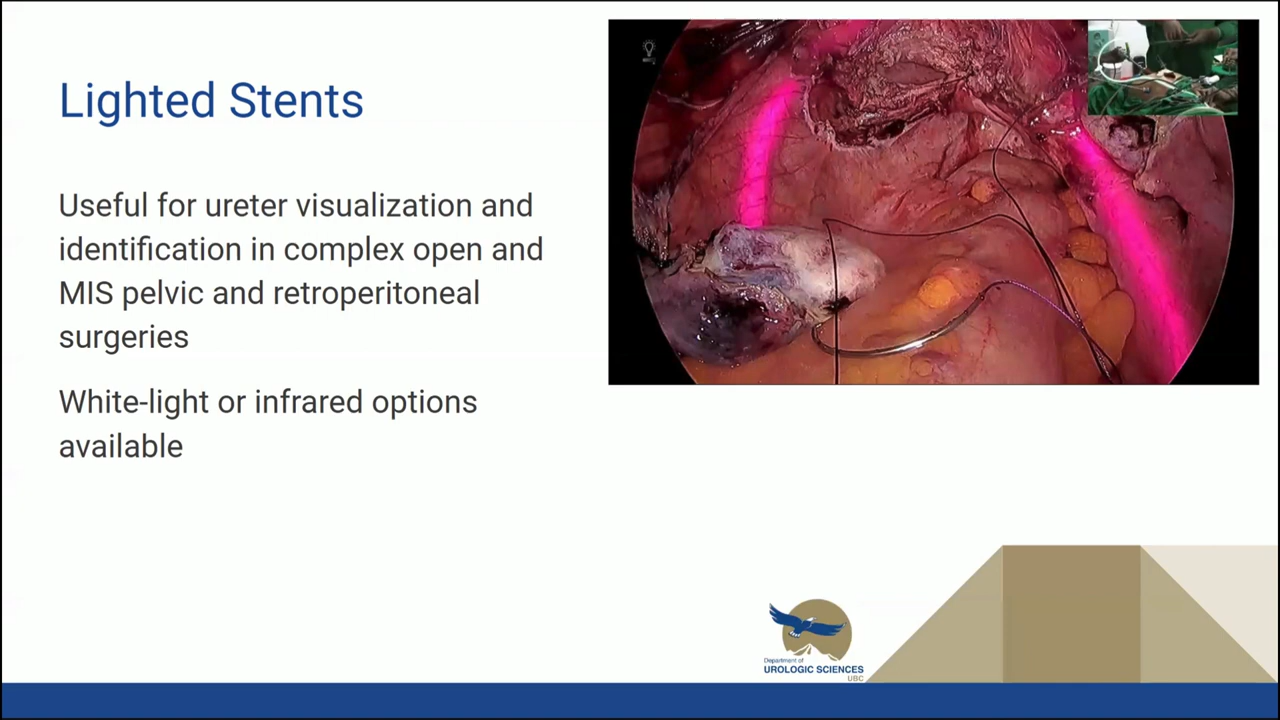 Lighted Stents
Useful for ureter visualization and
identification in complex open and
MIS pelvic and retroperitoneal
surgeries
White-light or infrared options
available
Department of
UROLOGIC SCIENCES
UBC